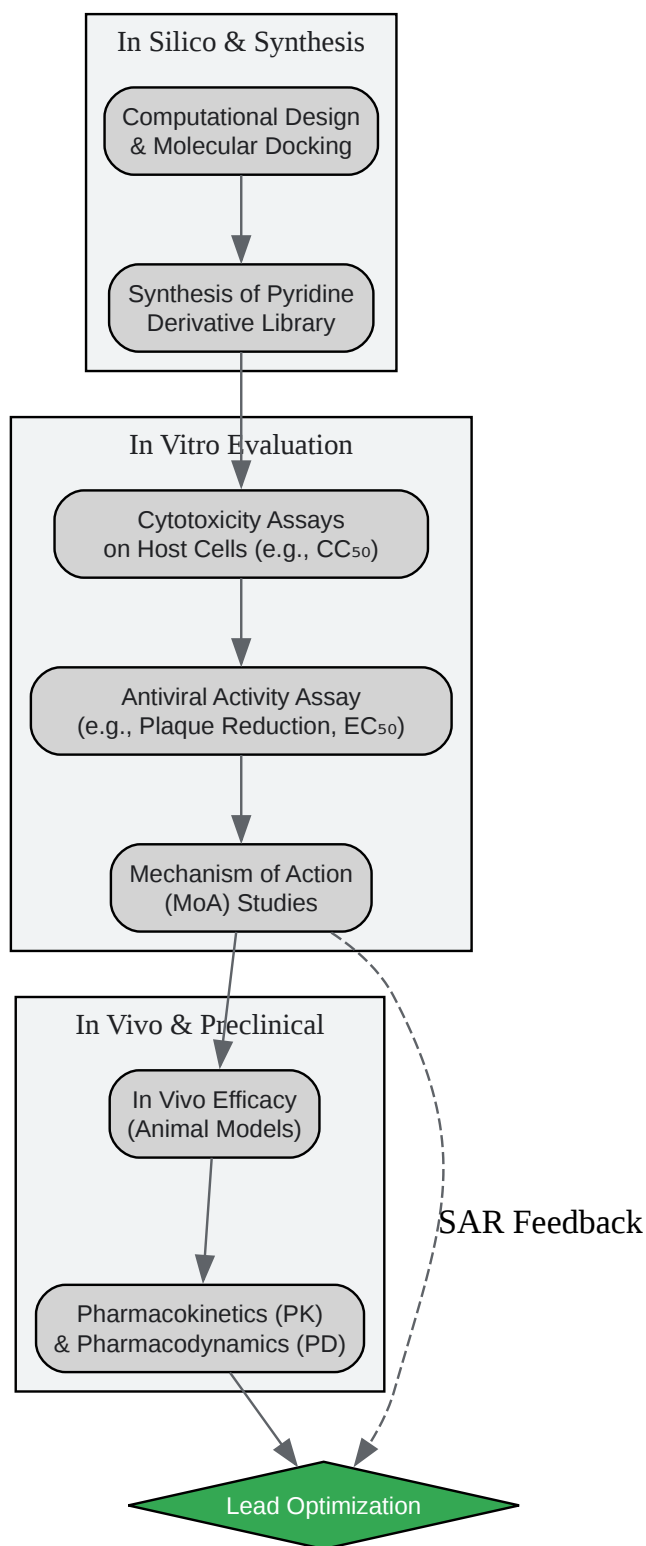 In Silico & Synthesis
Computational Design
& Molecular Docking
Synthesis of Pyridine
Derivative Library
In Vitro Evaluation
Cytotoxicity Assays
on Host Cells (e.g., CC₅₀)
Antiviral Activity Assay
(e.g., Plaque Reduction, EC₅₀)
Mechanism of Action
(MoA) Studies
In Vivo & Preclinical
In Vivo Efficacy
(Animal Models)
SAR Feedback
Pharmacokinetics (PK)
& Pharmacodynamics (PD)
Lead Optimization